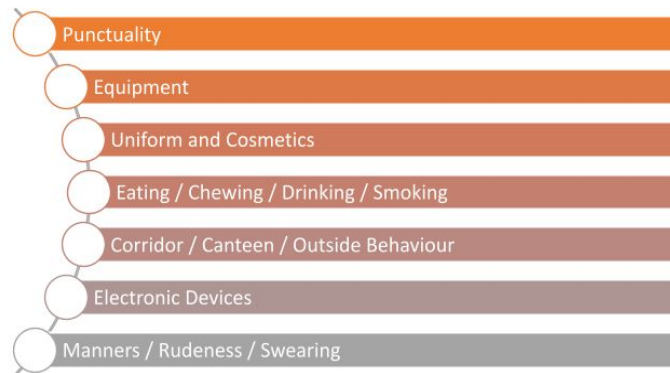 Punctuality
Equipment
Uniform and Cosmetics
Eating / Chewing / Drinking / Smoking
Corridor / Canteen / Outside Behaviour
Electronic Devices
Manners / Rudeness / Swearing